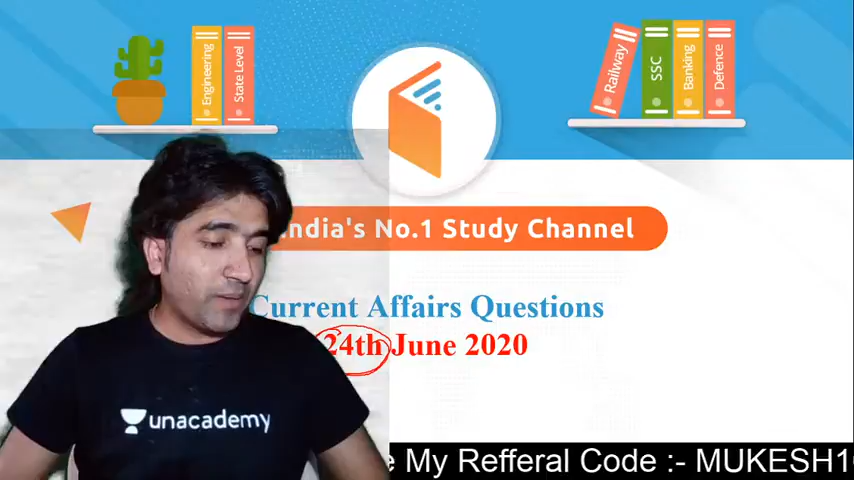 Engineering
State Level
Railway
SSC
Banking
Defence
India's No.1 Study Channel
Current Affairs Questions
24th June 2020
unacademy
My Refferal Code :- MUKESH1